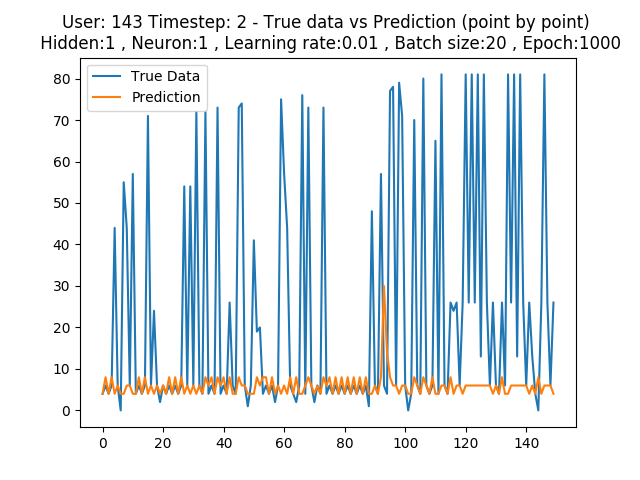 User: 143 Timestep: 2 - True data vs Prediction (point by point)
Hidden:1 , Neuron:1 , Learning rate:0.01 , Batch size:20 , Epoch:1000
True Data
Prediction
80
70
60
50
40
30
20
10
0
0 20 40 60 80 100 120 140